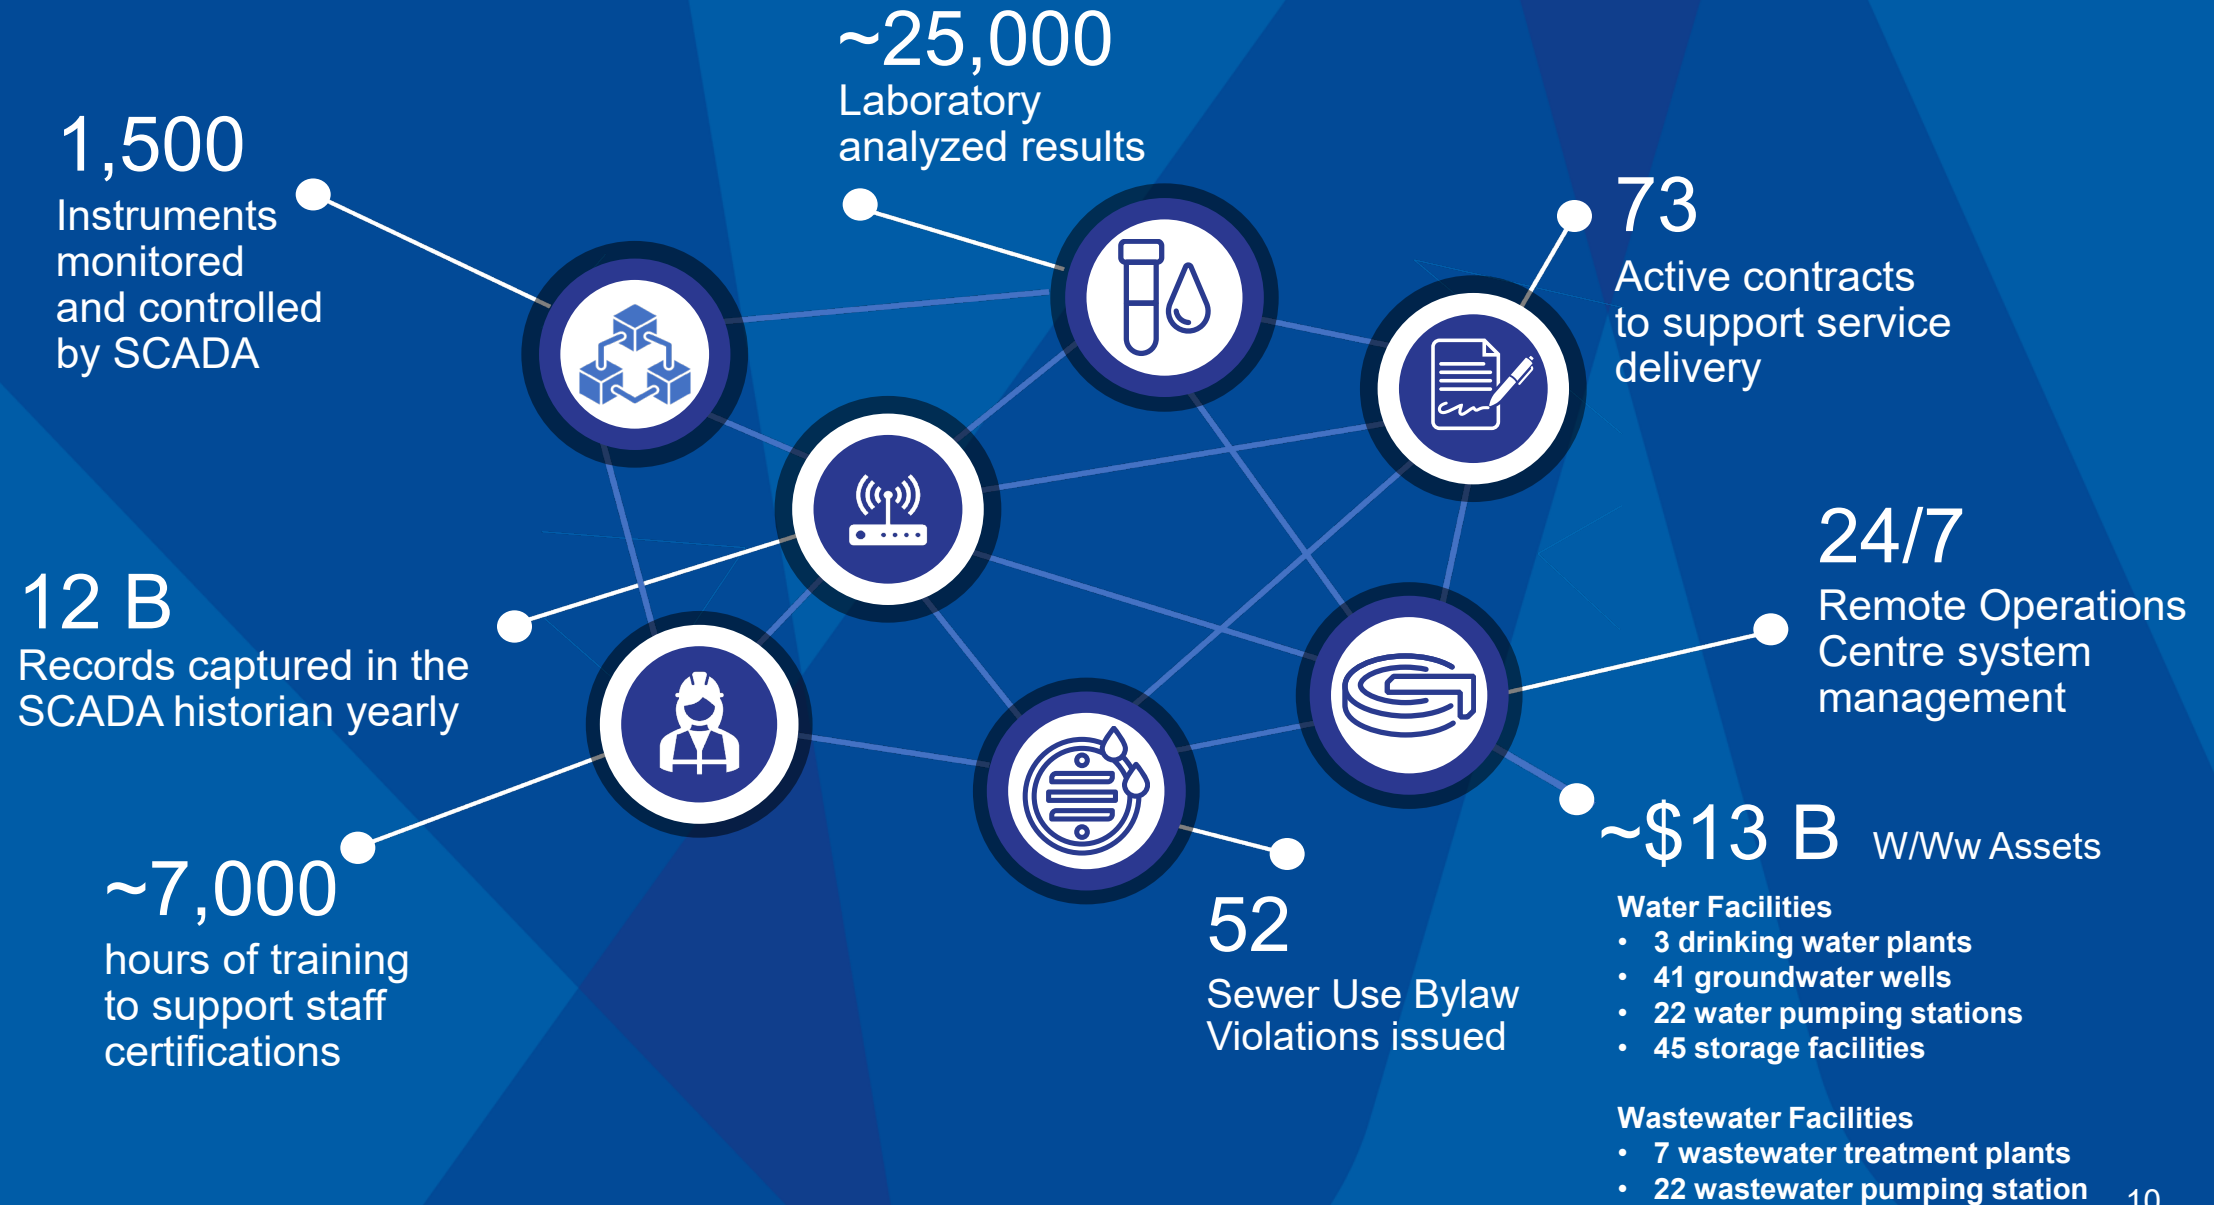 ~25,000
Laboratory
analyzed results
1,500
Instruments
monitored
and controlled
by SCADA
73
Active contracts
to support service
delivery
24/7
Remote Operations
Centre system
management
12 B
Records captured in the
SCADA historian yearly
~7,000
hours of training
to support staff
certifications
52
Sewer Use Bylaw
Violations issued
~$13 B W/Ww Assets
Water Facilities
• 3 drinking water plants
• 41 groundwater wells
• 22 water pumping stations
• 45 storage facilities
Wastewater Facilities
• 7 wastewater treatment plants
• 22 wastewater pumping station
10